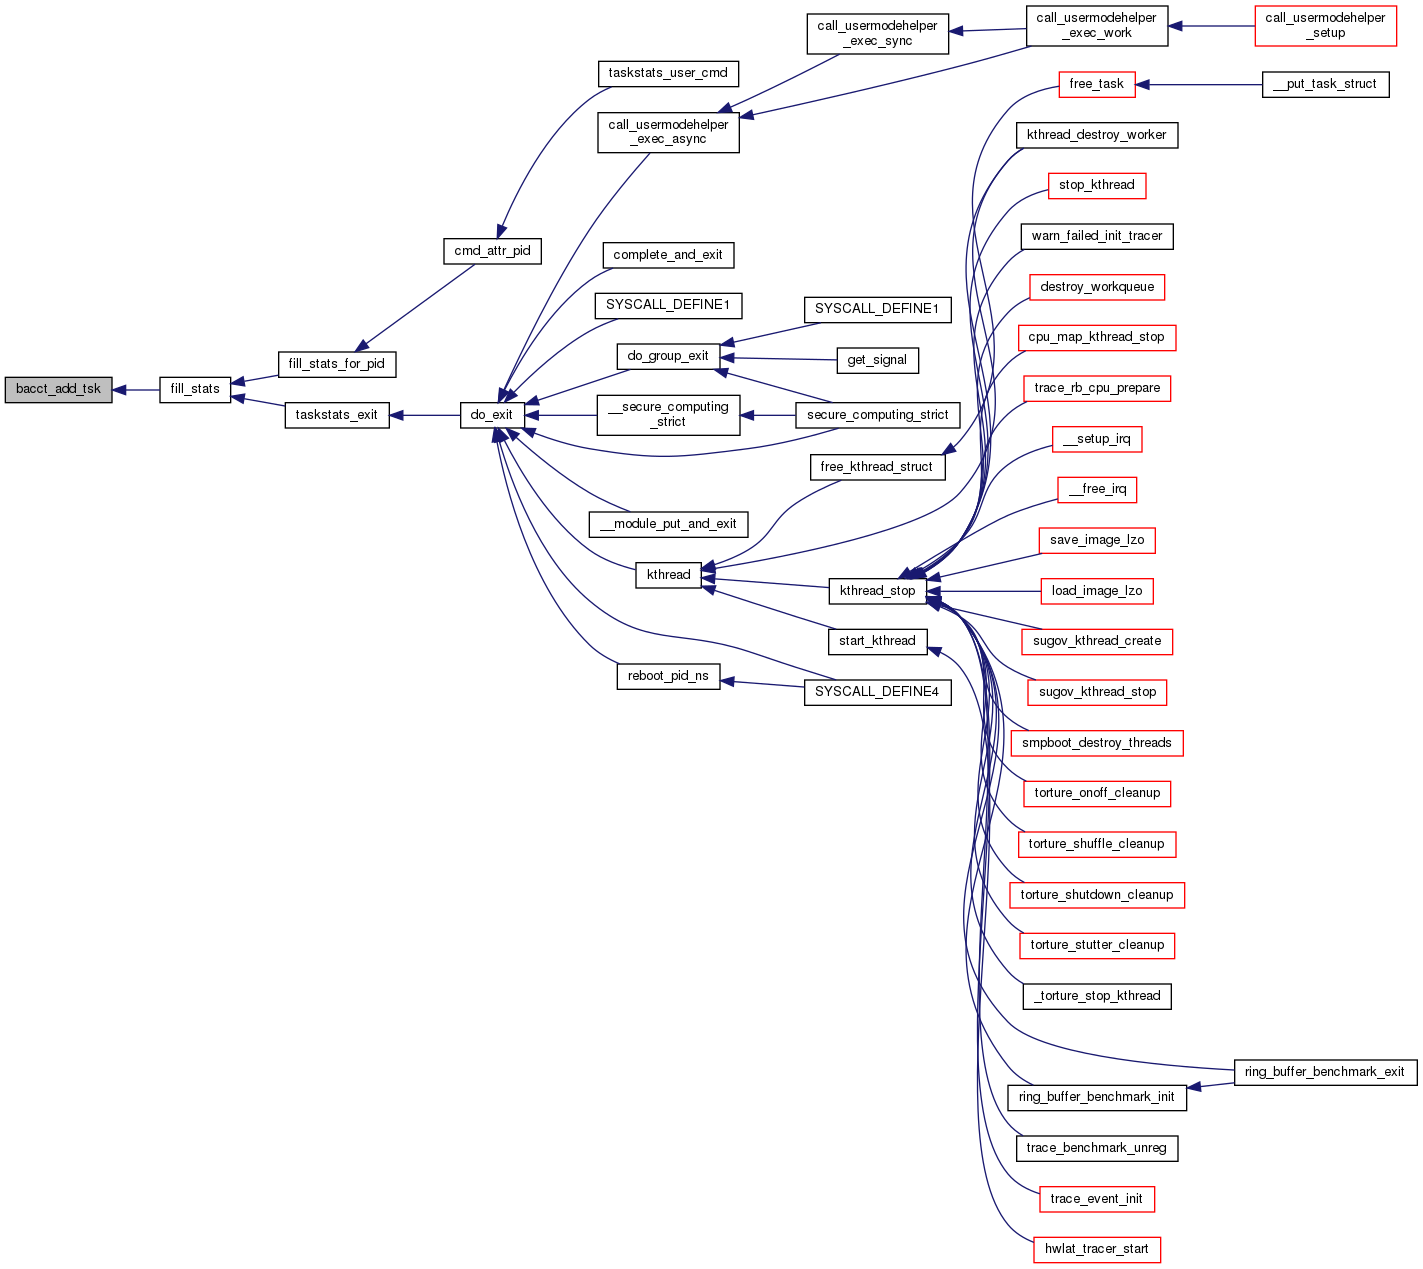 bacct_add_tsk
fill_stats
fill_stats_for_pid
taskstats_exit
cmd_attr_pid
do_exit
taskstats_user_cmd
call_usermodehelper
_exec_async
complete_and_exit
SYSCALL_DEFINE1
do_group_exit
__secure_computing
_strict
__module_put_and_exit
kthread
reboot_pid_ns
call_usermodehelper
_exec_sync
SYSCALL_DEFINE1
get_signal
secure_computing_strict
free_kthread_struct
kthread_stop
start_kthread
SYSCALL_DEFINE4
call_usermodehelper
_exec_work
free_task
kthread_destroy_worker
stop_kthread
warn_failed_init_tracer
destroy_workqueue
cpu_map_kthread_stop
trace_rb_cpu_prepare
__setup_irq
__free_irq
save_image_lzo
load_image_lzo
sugov_kthread_create
sugov_kthread_stop
smpboot_destroy_threads
torture_onoff_cleanup
torture_shuffle_cleanup
torture_shutdown_cleanup
torture_stutter_cleanup
_torture_stop_kthread
ring_buffer_benchmark_init
trace_benchmark_unreg
trace_event_init
hwlat_tracer_start
call_usermodehelper
_setup
__put_task_struct
ring_buffer_benchmark_exit